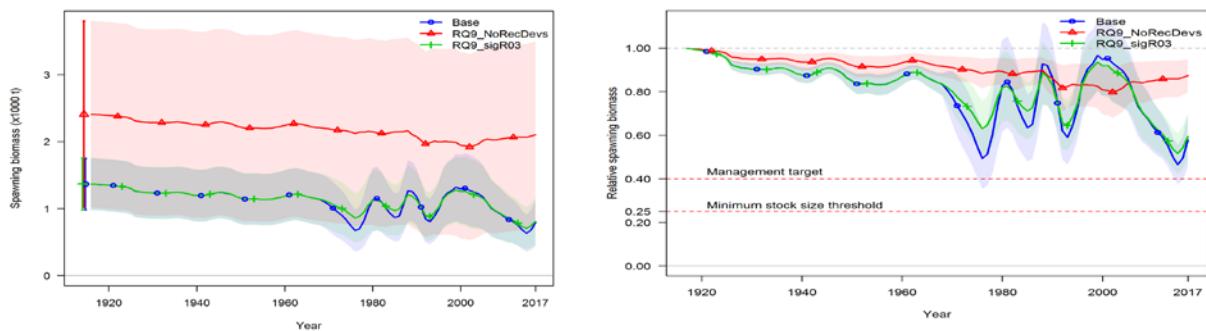 Spawning biomass (x10001)
3
2
1
0
Base
RQ9_NoRecDevs
RQ9_sigR03
1920
1940
1960
1980
2000
2017
Year
Relative spawning biomass
1.00
0.80
0.60
0.40
0.25
0.20
0.00
Base
RQ9_NoRecDevs
RQ9_sigR03
Management target
Minimum stock size threshold
1920
1940
1960
1980
2000
2017
Year